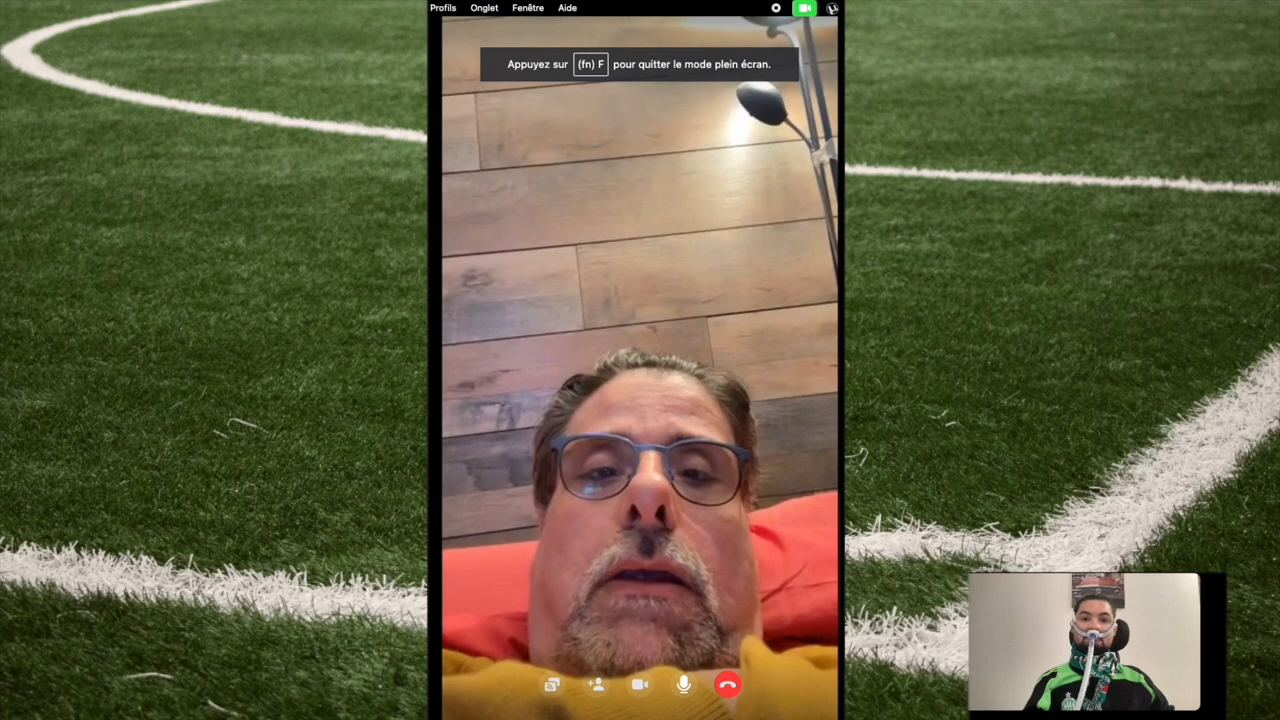 Profils Onglet Fenêtre Aide
Appuyez sur (fn) F pour quitter le mode plein écran.